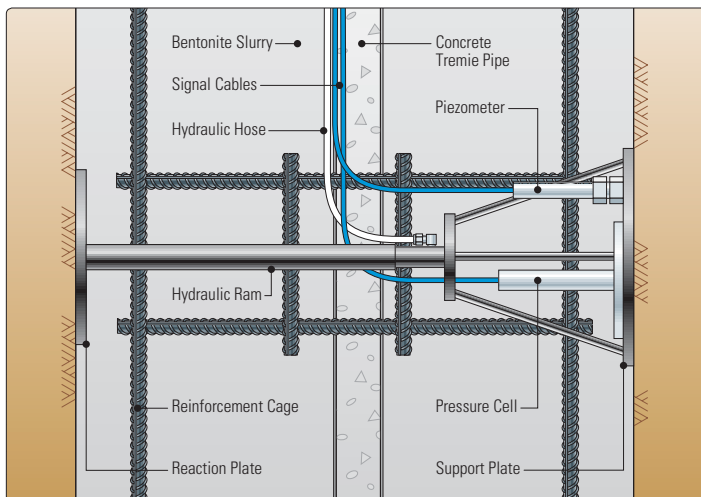 Bentonite Slurry
Concrete
Tremie Pipe
Signal Cables
Piezometer
Hydraulic Hose
Hydraulic Ram
Reinforcement Cage
Pressure Cell
Reaction Plate
Support Plate